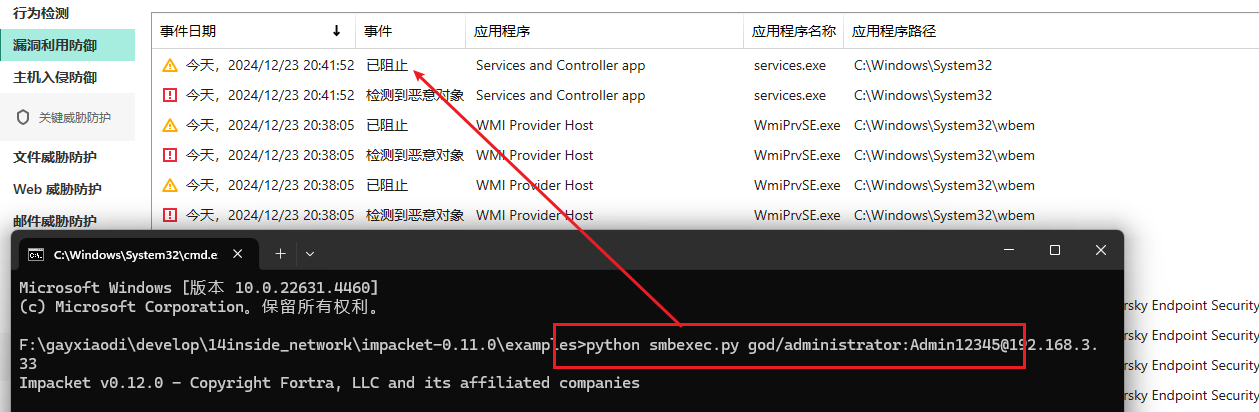 行为检测
漏洞利用防御
主机入侵防御
关键威胁防护
文件威胁防护
Web 威胁防护
邮件威胁防护
事件日期 事件 应用程序 应用程序名称 应用程序路径
今天，2024/12/23 20:41:52 已阻止 Services and Controller app services.exe C:\Windows\System32
今天，2024/12/23 20:41:52 检测到恶意对象 Services and Controller app services.exe C:\Windows\System32
今天，2024/12/23 20:38:05 已阻止 WMI Provider Host WmiPrvSE.exe C:\Windows\System32\wbem
今天，2024/12/23 20:38:05 检测到恶意对象 WMI Provider Host WmiPrvSE.exe C:\Windows\System32\wbem
今天，2024/12/23 20:38:05 已阻止 WMI Provider Host WmiPrvSE.exe C:\Windows\System32\wbem
今天，2024/12/23 20:38:05 检测到恶意对象 WMI Provider Host WmiPrvSE.exe C:\Windows\System32\wbem
C:\Windows\System32\cmd.e
Microsoft Windows [版本 10.0.22631.4460]
(c) Microsoft Corporation。保留所有权利。
F:\gayxiaodi\develop\14inside_network\impacket-0.11.0\examples>python smbexec.py god/administrator:Admin12345@192.168.3.
33
Impacket v0.12.0 - Copyright Fortra, LLC and its affiliated companies
rsky Endpoint Security
rsky Endpoint Security
rsky Endpoint Security
rsky Endpoint Security